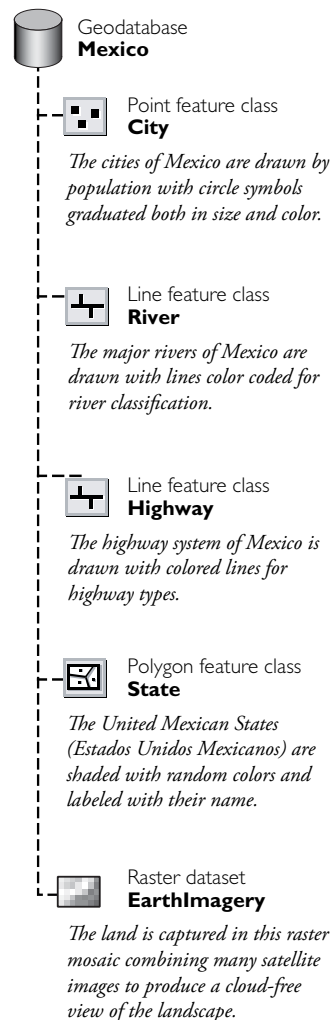 Geodatabase
Mexico
Point feature class
City
The cities of Mexico are drawn by
population with circle symbols
graduated both in size and color.
Line feature class
River
The major rivers of Mexico are
drawn with lines color coded for
river classification.
Line feature class
Highway
The highway system of Mexico is
drawn with colored lines for
highway types.
Polygon feature class
State
The United Mexican States
(Estados Unidos Mexicanos) are
shaded with random colors and
labeled with their name.
Raster dataset
EarthImagery
The land is captured in this raster
mosaic combining many satellite
images to produce a cloud-free
view of the landscape.